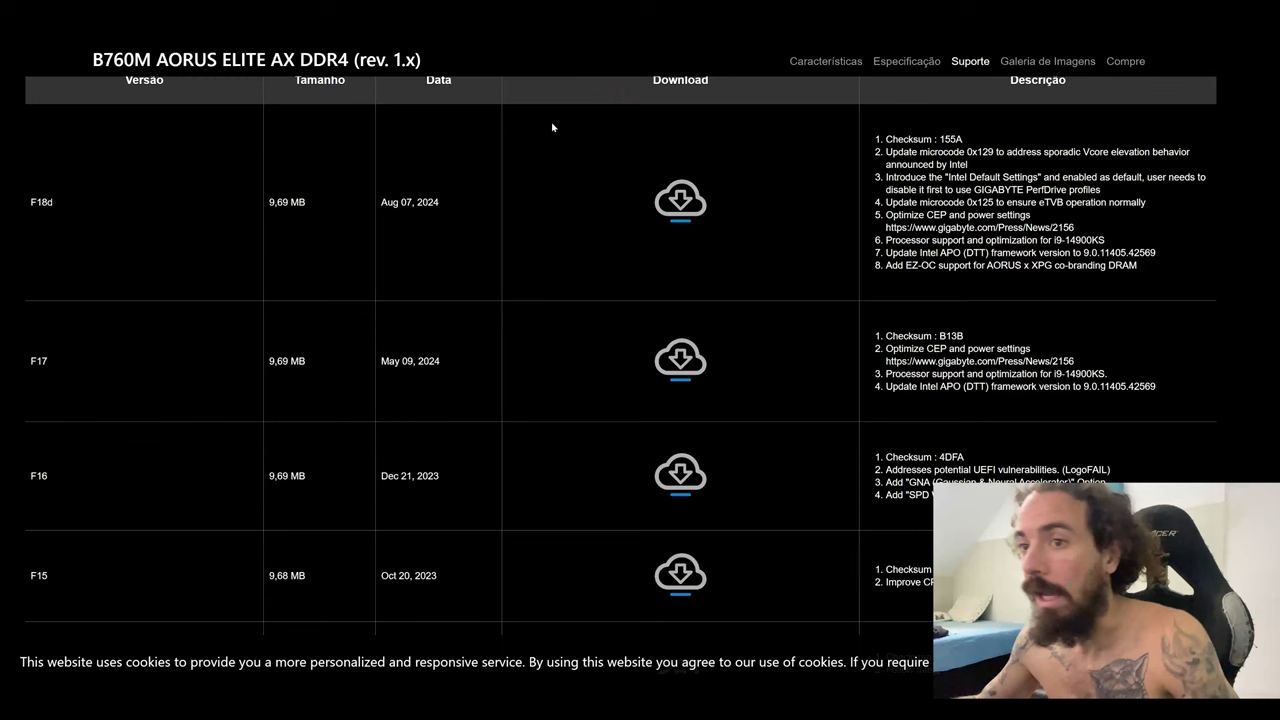 B760M AORUS ELITE AX DDR4 (rev. 1.x)
Características Especificação Suporte Galeria de Imagens Compre
Versão Tamanho Data Download Descrição
F18d 9,69 MB Aug 07, 2024
1. Checksum : 155A
2. Update microcode 0x129 to address sporadic Vcore elevation behavior
announced by Intel
3. Introduce the "Intel Default Settings" and enabled as default, user needs to
disable it first to use GIGABYTE PerfDrive profiles
4. Update microcode 0x125 to ensure eTVB operation normally
5. Optimize CEP and power settings
https://www.gigabyte.com/Press/News/2156
6. Processor support and optimization for i9-14900KS
7. Update Intel APO (DTT) framework version to 9.0.11405.42569
8. Add EZ-OC support for AORUS x XPG co-branding DRAM
F17 9,69 MB May 09, 2024
1. Checksum : B13B
2. Optimize CEP and power settings
https://www.gigabyte.com/Press/News/2156
3. Processor support and optimization for i9-14900KS.
4. Update Intel APO (DTT) framework version to 9.0.11405.42569
F16 9,69 MB Dec 21, 2023
1. Checksum : 4DFA
2. Addresses potential UEFI vulnerabilities. (LogoFAIL)
3. Add "GNA (Gaussian & Neural Accelerator)" Option
4. Add "SPD
F15 9,68 MB Oct 20, 2023
1. Checksum
2. Improve
This website uses cookies to provide you a more personalized and responsive service. By using this website you agree to our use of cookies. If you require